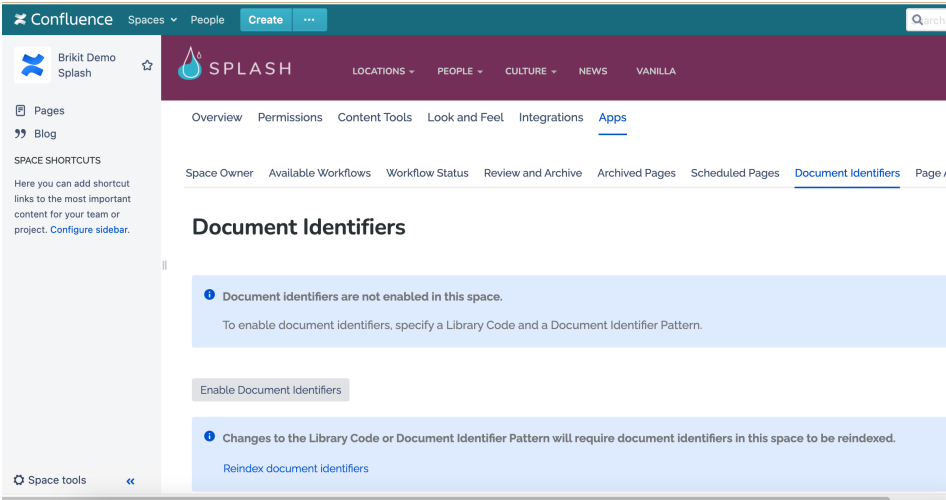 Confluence Spaces People Create ...
Brikit Demo
Splash
SPLASH LOCATIONS PEOPLE CULTURE NEWS VANILLA
Pages
Blog
SPACE SHORTCUTS
Here you can add shortcut
links to the most important
content for your team or
project. Configure sidebar.
Overview Permissions Content Tools Look and Feel Integrations Apps
Space Owner Available Workflows Workflow Status Review and Archive Archived Pages Scheduled Pages Document Identifiers Page
Document Identifiers
Document identifiers are not enabled in this space.
To enable document identifiers, specify a Library Code and a Document Identifier Pattern.
Enable Document Identifiers
Changes to the Library Code or Document Identifier Pattern will require document identifiers in this space to be reindexed.
Reindex document identifiers
Space tools